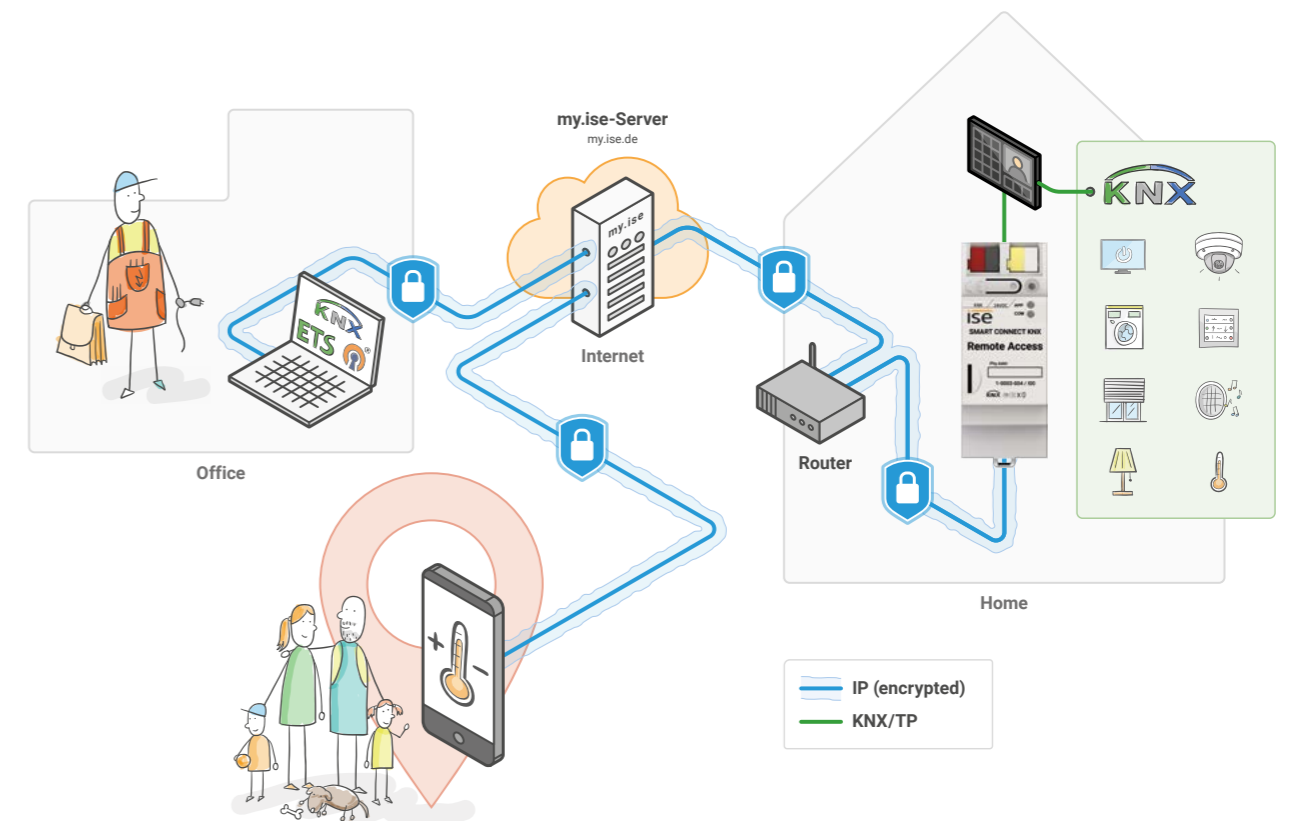 my.ise-Server
my.ise.de
my.ise
Internet
KNX
ETS
Office
KNX
ise
SMART CONNECT KNX
Remote Access
Router
Home
IP (encrypted)
KNX/TP